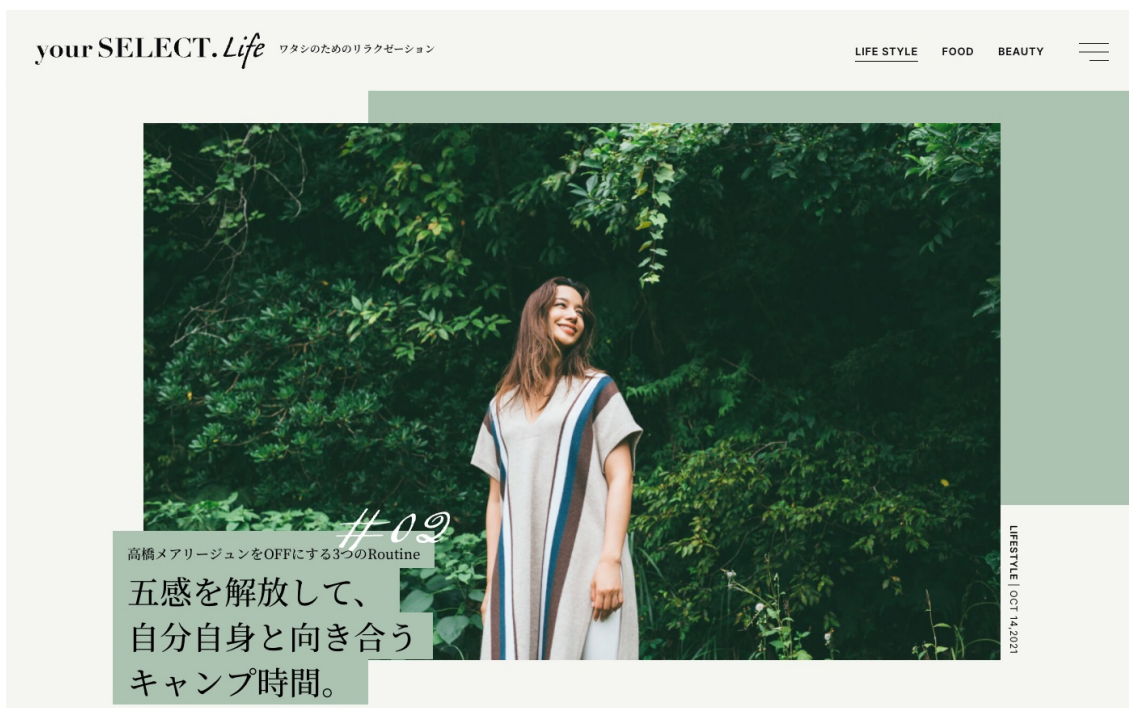 your SELECT. Life
ワタシのためのリラクゼーション
LIFE STYLE
FOOD
BEAUTY
#02
高橋メアリージュンをOFFにする3つのRoutine
五感を解放して、
自分自身と向き合う
キャンプ時間。
LIFESTYLE | OCT 14,2021